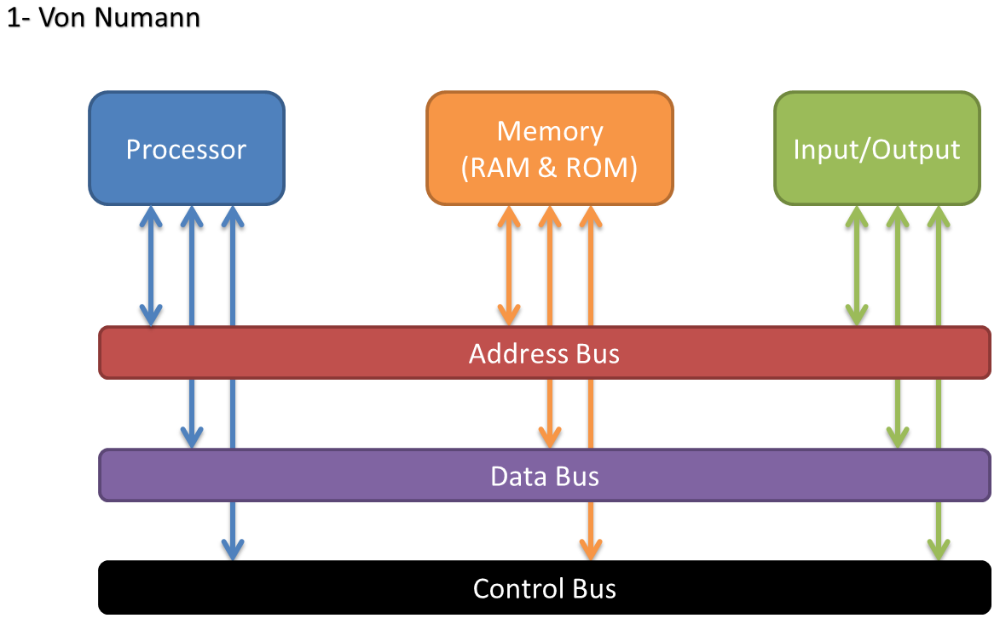 1- Von Numann
Processor
Memory
(RAM & ROM)
Input/Output
Address Bus
Data Bus
Control Bus